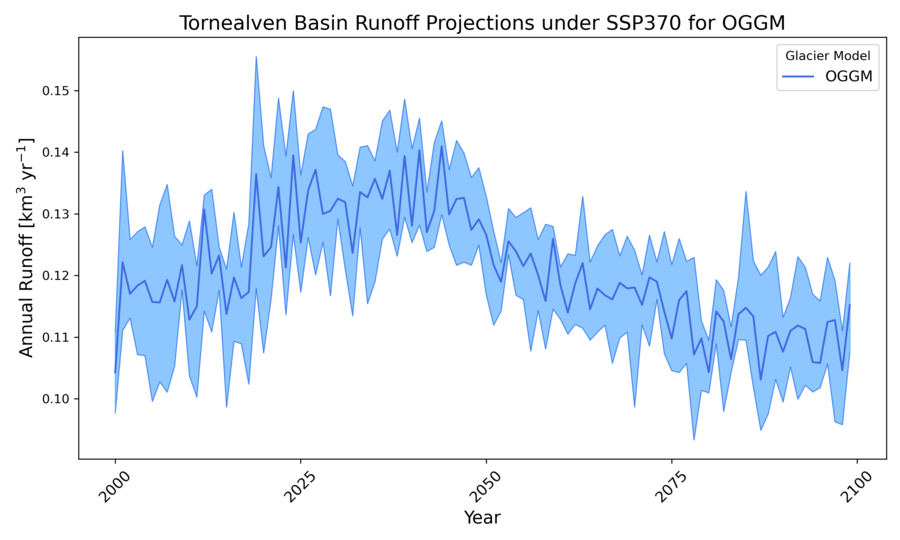 Tornealven Basin Runoff Projections under SSP370 for OGGM
Glacier Model
OGGM
Annual Runoff [km³ yr⁻¹]
0.15
0.14
0.13
0.12
0.11
0.10
2000
2025
2050
2075
2100
Year